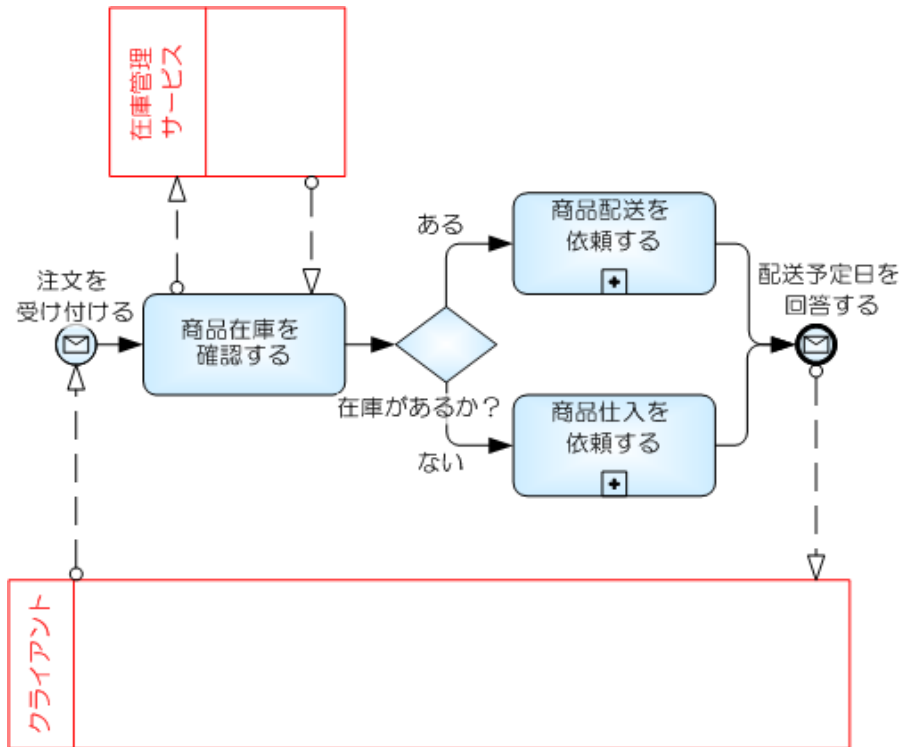 在庫管理
サービス
注文を
受け付ける
商品在庫を
確認する
在庫があるか？
ある
商品配送を
依頼する
ない
商品仕入を
依頼する
配送予定日を
回答する
クライアント